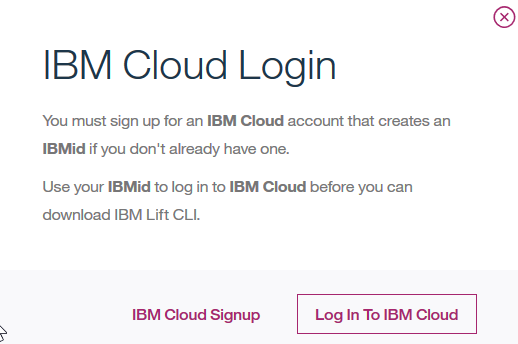 IBM Cloud Login
You must sign up for an IBM Cloud account that creates an
IBMid if you don't already have one.
Use your IBMid to log in to IBM Cloud before you can
download IBM Lift CLI.
IBM Cloud Signup
Log In To IBM Cloud